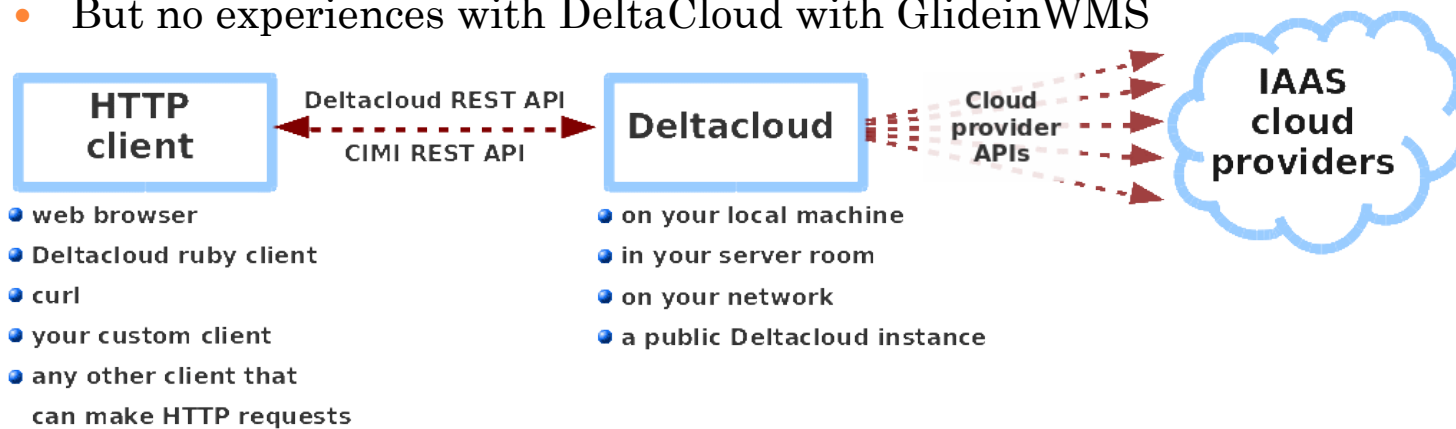 But no experiences with DeltaCloud with GlideinWMS
HTTP
client
Deltacloud REST API
CIMI REST API
Deltacloud
Cloud
provider
APIs
IAAS
cloud
providers
web browser
Deltacloud ruby client
curl
your custom client
any other client that
can make HTTP requests
on your local machine
in your server room
on your network
a public Deltacloud instance